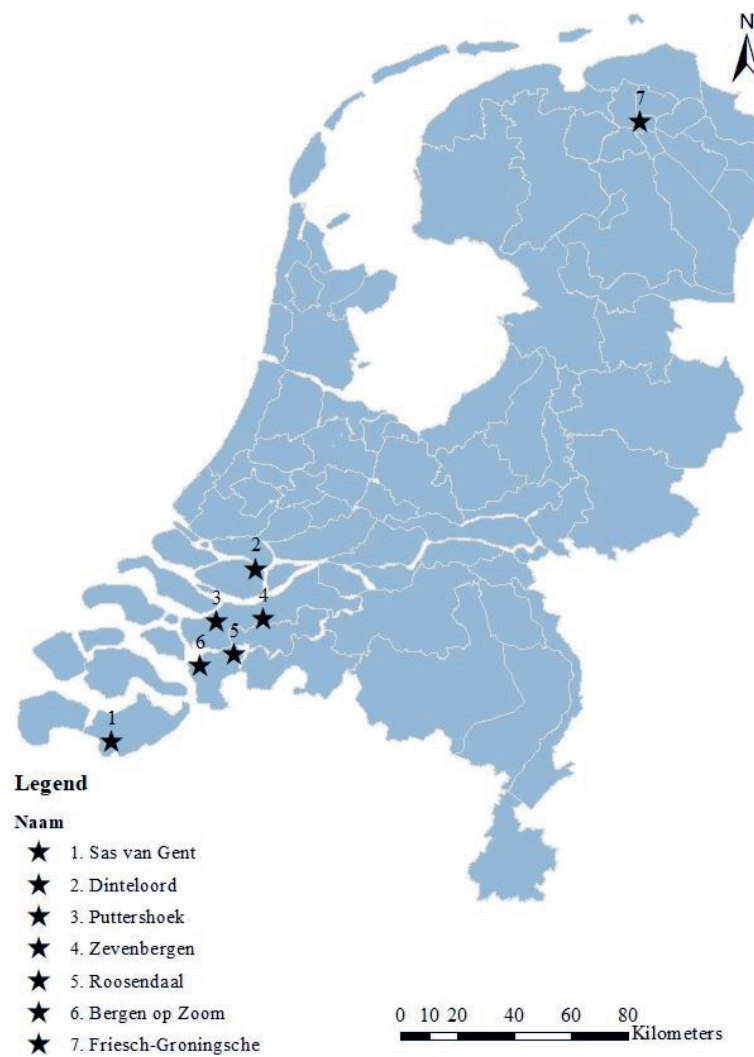 N
7
2
3
4
5
6
1
Legend
Naam
1. Sas van Gent
2. Dinteloord
3. Puttershoek
4. Zevenbergen
5. Roosendaal
6. Bergen op Zoom
7. Friesch-Groningsche
0 10 20 40 60 80
Kilometers